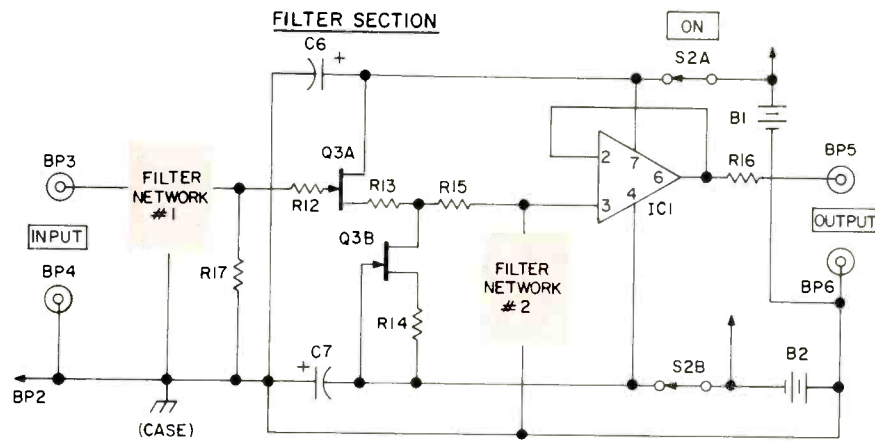 FILTER SECTION
C6
+
ON
S2A
B1
BP3
FILTER
NETWORK
#1
Q3A
R12
R13
R15
2
7
6
3
4
IC1
R16
BP5
INPUT
BP4
R17
Q3B
R14
FILTER
NETWORK
#2
OUTPUT
BP6
C7
+
S2B
B2
BP2
(CASE)